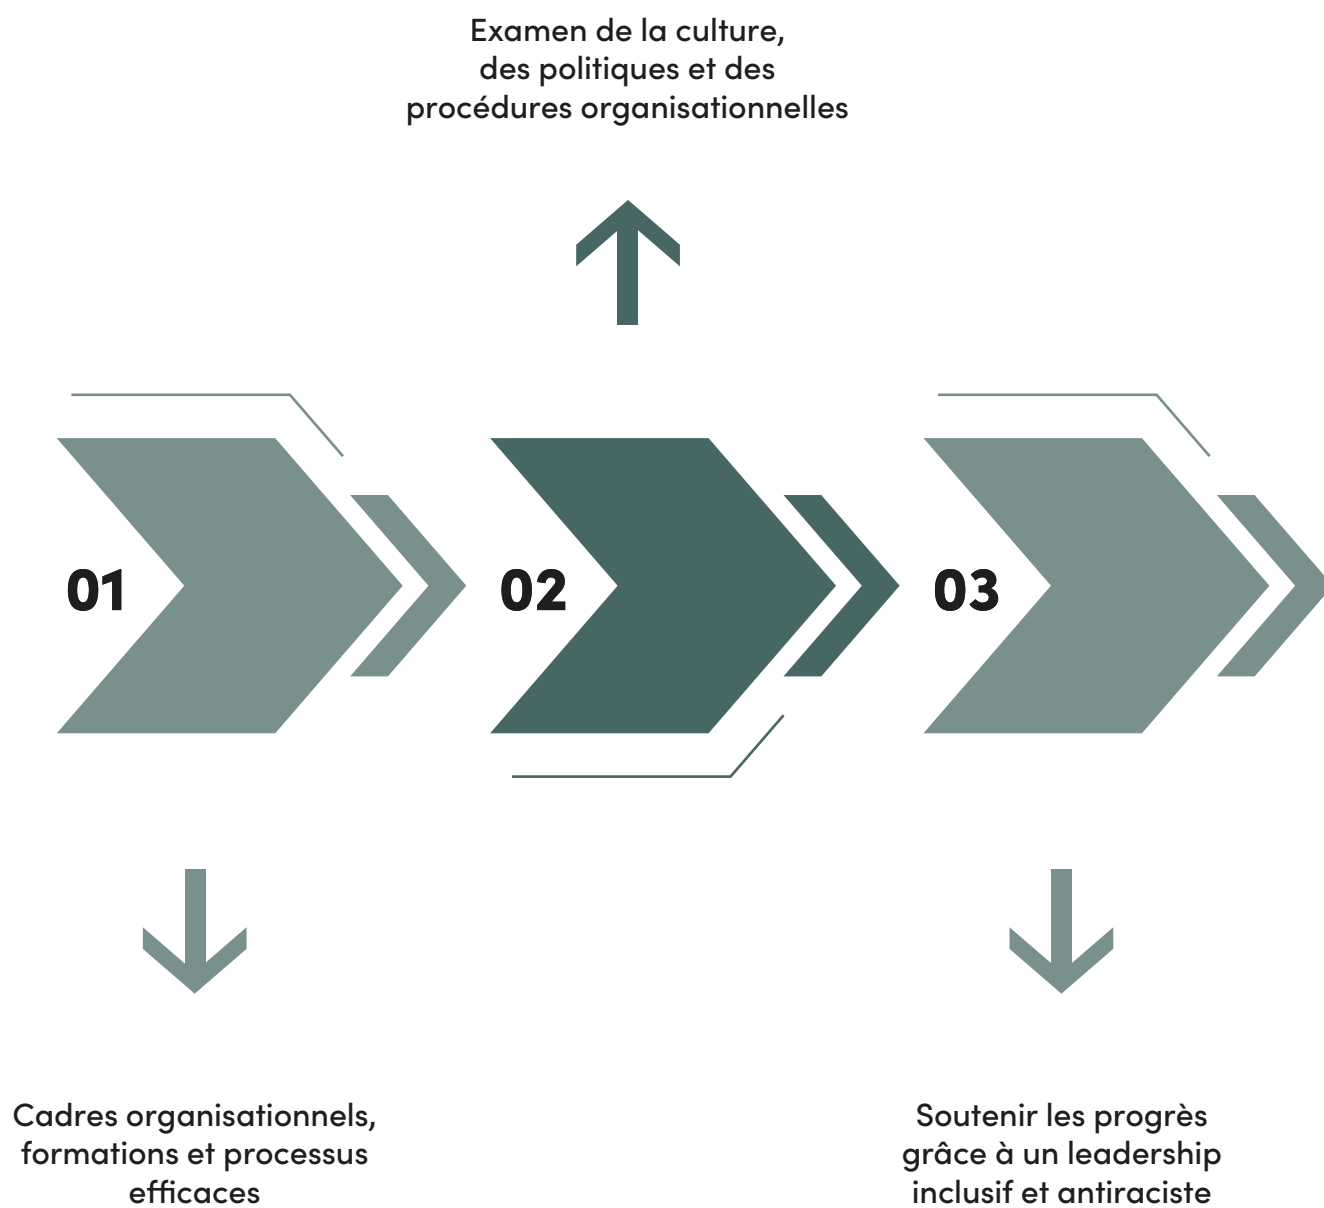 Examen de la culture,
des politiques et des
procédures organisationnelles
01
02
03
Cadres organisationnels,
formations et processus
efficaces
Soutenir les progrès
grâce à un leadership
inclusif et antiraciste